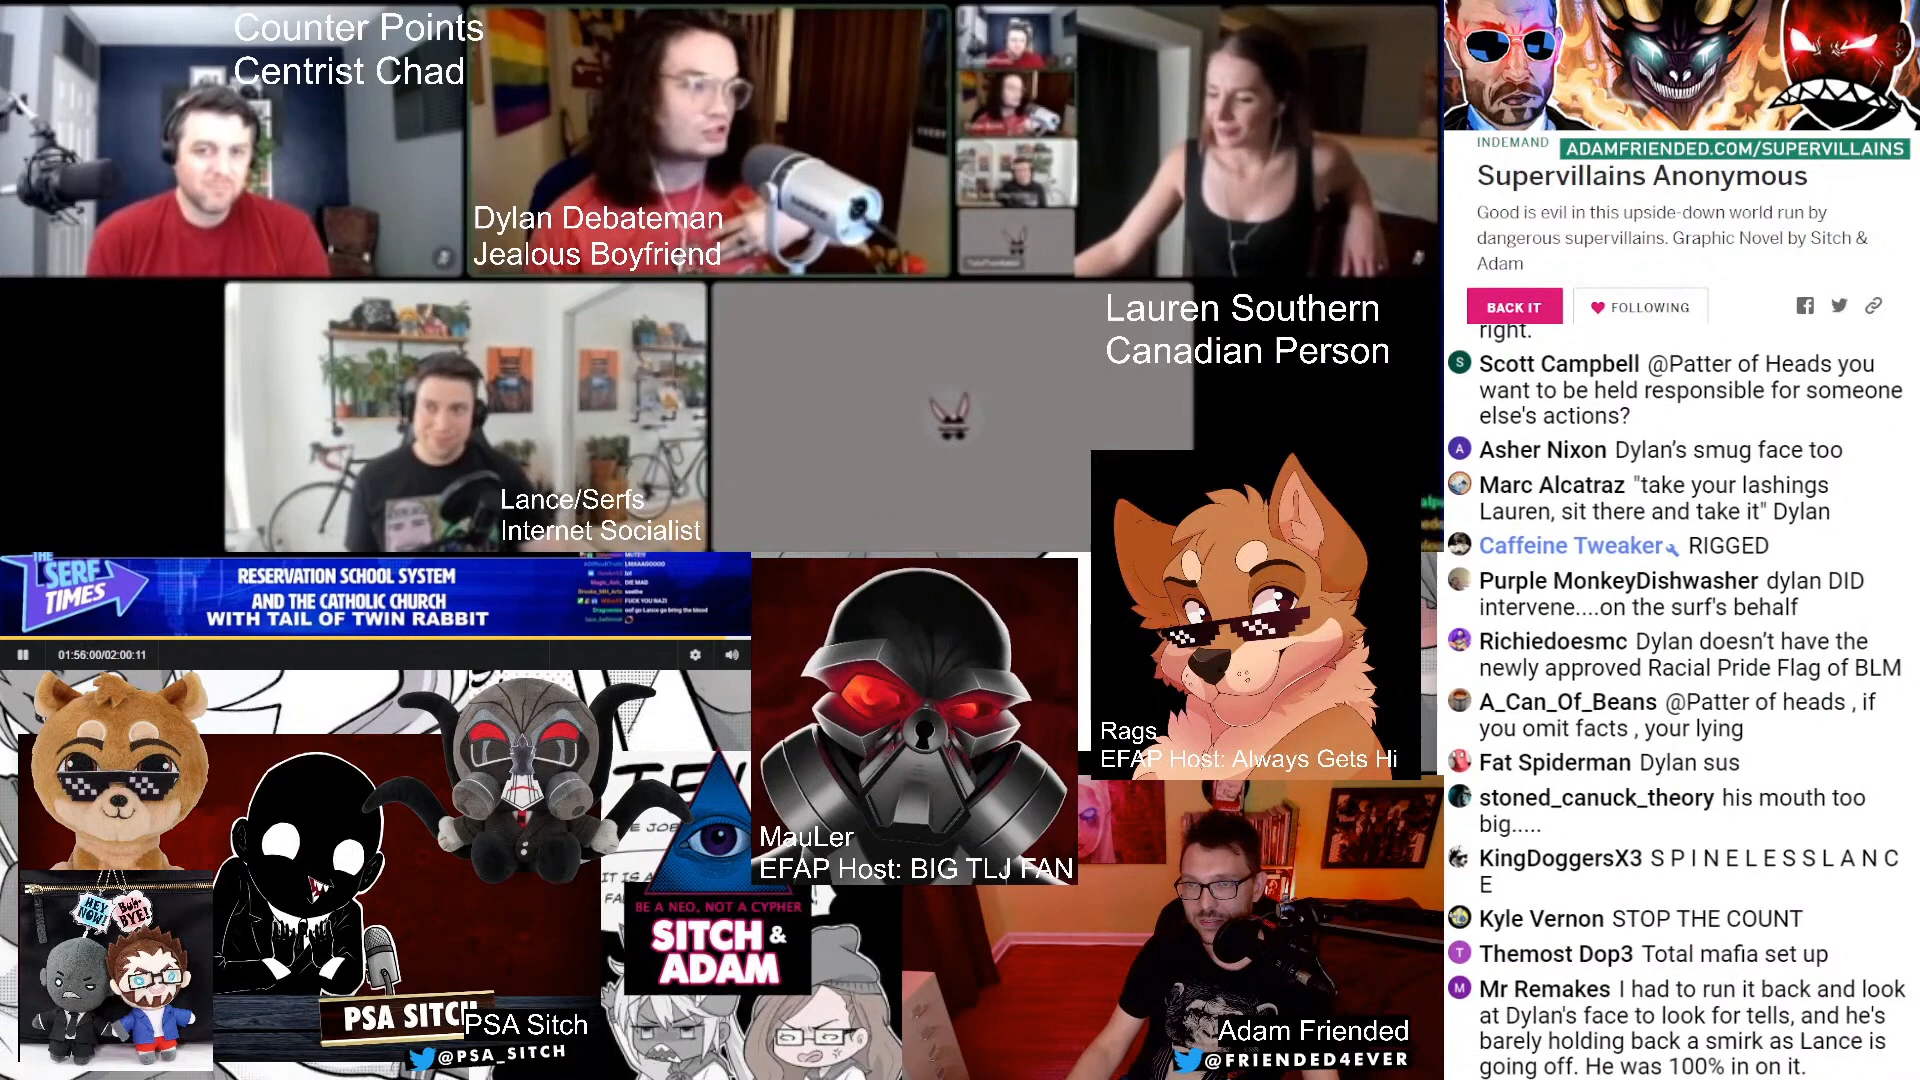 Counter Points
Centrist Chad
Dylan Debateman
Jealous Boyfriend
Lauren Southern
Canadian Person
Lance/Serfs
Internet Socialist
THE
SERF
TIMES
RESERVATION SCHOOL SYSTEM
AND THE CATHOLIC CHURCH
WITH TAIL OF TWIN RABBIT
01:56:00/02:00:11
MauLer
EFAP Host: BIG TLJ FAN
Rags
EFAP Host: Always Gets Hi
HEY
NOW!
BUH-
BYE!
PSA SITCH
PSA Sitch
@PSA_SITCH
BE A NEO, NOT A CYPHER
SITCH &
ADAM
Adam Friended
@FRIENDED4EVER
INDEMAND
ADAMFRIENDED.COM/SUPERVILLAINS
Supervillains Anonymous
Good is evil in this upside-down world run by
dangerous supervillains. Graphic Novel by Sitch &
Adam
BACK IT
FOLLOWING
right.
S Scott Campbell @Patter of Heads you
want to be held responsible for someone
else's actions?
A Asher Nixon Dylan’s smug face too
Marc Alcatraz "take your lashings
Lauren, sit there and take it" Dylan
Caffeine Tweaker RIGGED
Purple MonkeyDishwasher dylan DID
intervene....on the surf's behalf
Richiedoesmc Dylan doesn’t have the
newly approved Racial Pride Flag of BLM
A_Can_Of_Beans @Patter of heads , if
you omit facts , your lying
Fat Spiderman Dylan sus
stoned_canuck_theory his mouth too
big.....
KingDoggersX3 S P I N E L E S S L A N C
E
Kyle Vernon STOP THE COUNT
T Themost Dop3 Total mafia set up
M Mr Remakes I had to run it back and look
at Dylan's face to look for tells, and he's
barely holding back a smirk as Lance is
going off. He was 100% in on it.